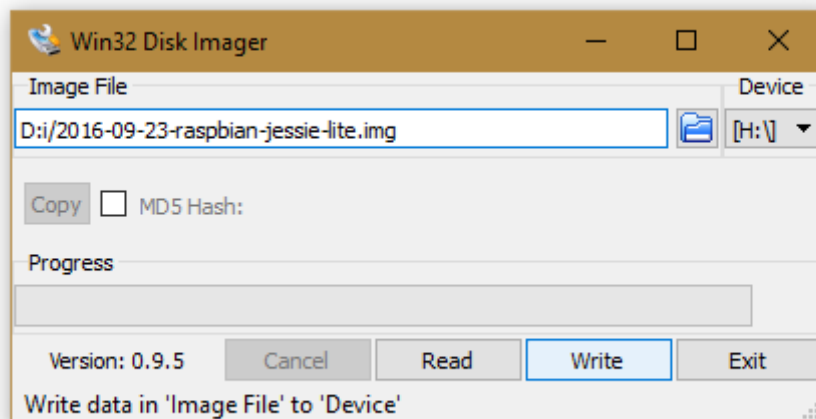 Win32 Disk Imager
Image File Device
D:i/2016-09-23-raspbian-jessie-lite.img [H:\]
Copy MD5 Hash:
Progress
Version: 0.9.5 Cancel Read Write Exit
Write data in 'Image File' to 'Device'